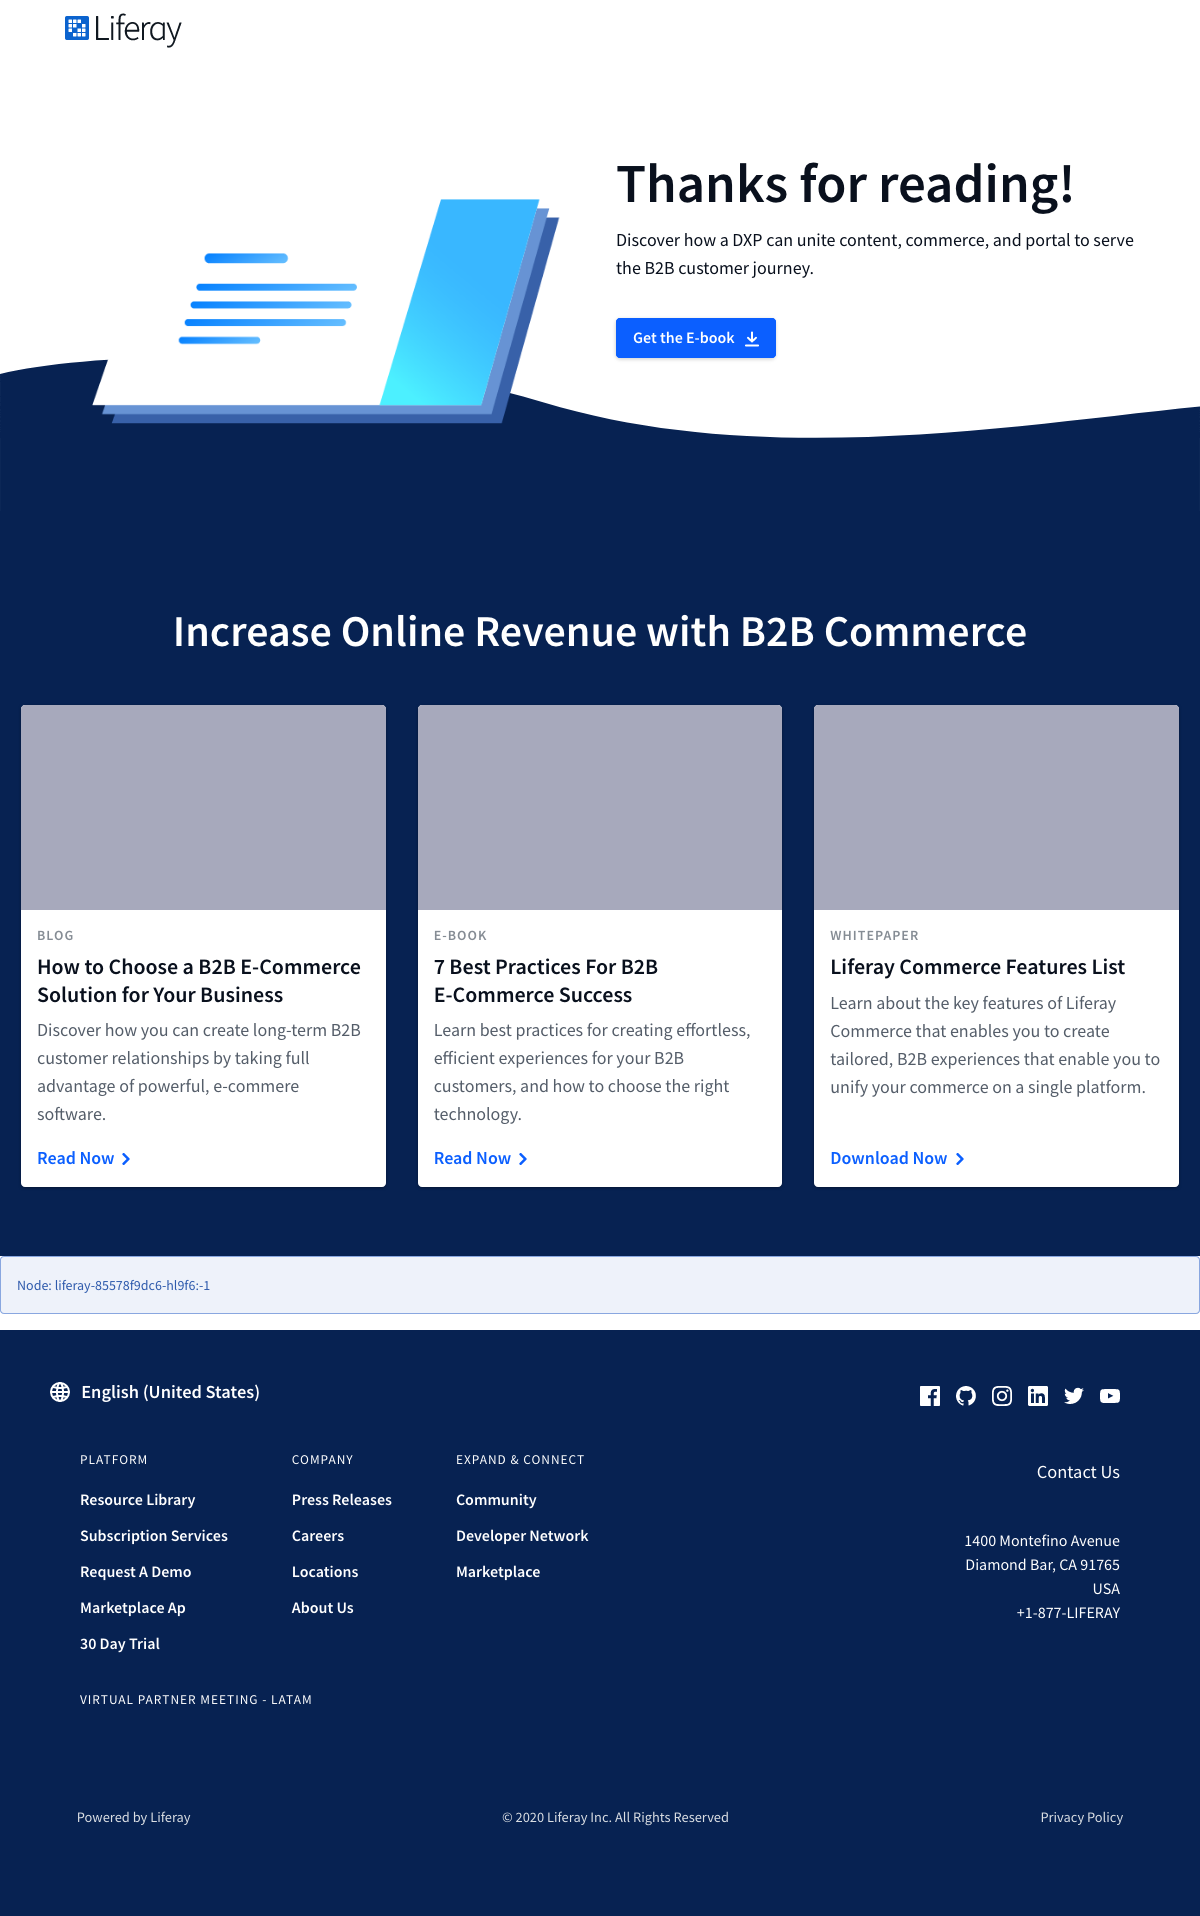 Liferay
Thanks for reading!
Discover how a DXP can unite content, commerce, and portal to serve
the B2B customer journey.
Get the E-book
Increase Online Revenue with B2B Commerce
BLOG
How to Choose a B2B E-Commerce
Solution for Your Business
Discover how you can create long-term B2B
customer relationships by taking full
advantage of powerful, e-commere
software.
Read Now
E-BOOK
7 Best Practices For B2B
E-Commerce Success
Learn best practices for creating effortless,
efficient experiences for your B2B
customers, and how to choose the right
technology.
Read Now
WHITEPAPER
Liferay Commerce Features List
Learn about the key features of Liferay
Commerce that enables you to create
tailored, B2B experiences that enable you to
unify your commerce on a single platform.
Download Now
Node: liferay-85578f9dc6-hl9f6:-1
English (United States)
PLATFORM
Resource Library
Subscription Services
Request A Demo
Marketplace Ap
30 Day Trial
COMPANY
Press Releases
Careers
Locations
About Us
EXPAND & CONNECT
Community
Developer Network
Marketplace
VIRTUAL PARTNER MEETING - LATAM
Contact Us
1400 Montefino Avenue
Diamond Bar, CA 91765
USA
+1-877-LIFERAY
Powered by Liferay
© 2020 Liferay Inc. All Rights Reserved
Privacy Policy